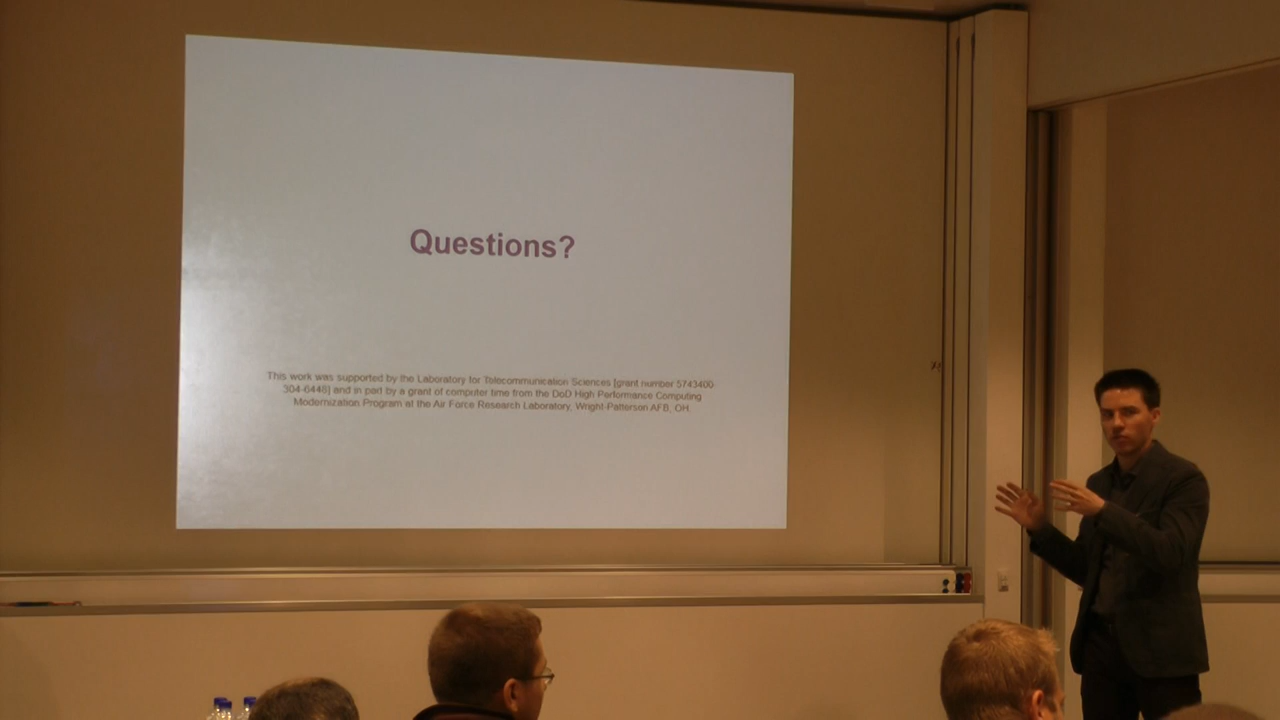 Questions?
This work was supported by the Laboratory for Telecommunication Sciences [grant number 5743400-
304-6448] and in part by a grant of computer time from the DoD High Performance Computing
Modernization Program at the Air Force Research Laboratory, Wright-Patterson AFB, OH.